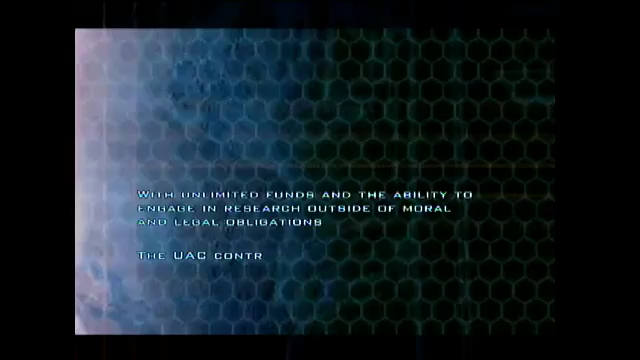 With unlimited funds and the ability to
engage in research outside of moral
and legal obligations
The UAC contr